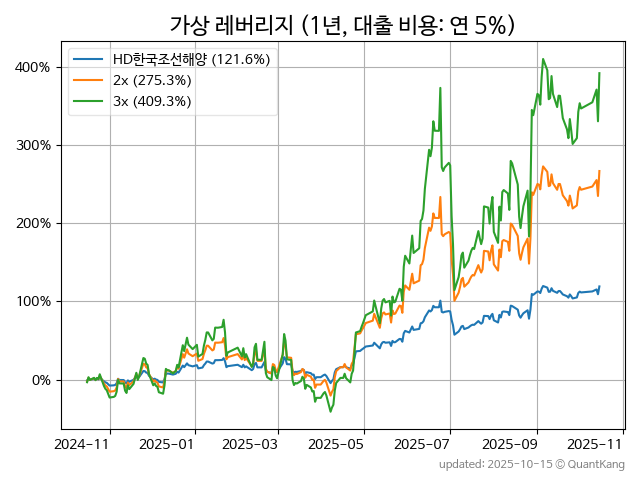 가상 레버리지 (1년, 대출 비용: 연 5%)
HD한국조선해양 (121.6%)
2x (275.3%)
3x (409.3%)
400%
300%
200%
100%
0%
2024-11
2025-01
2025-03
2025-05
2025-07
2025-09
2025-11
updated: 2025-10-15 © QuantKang